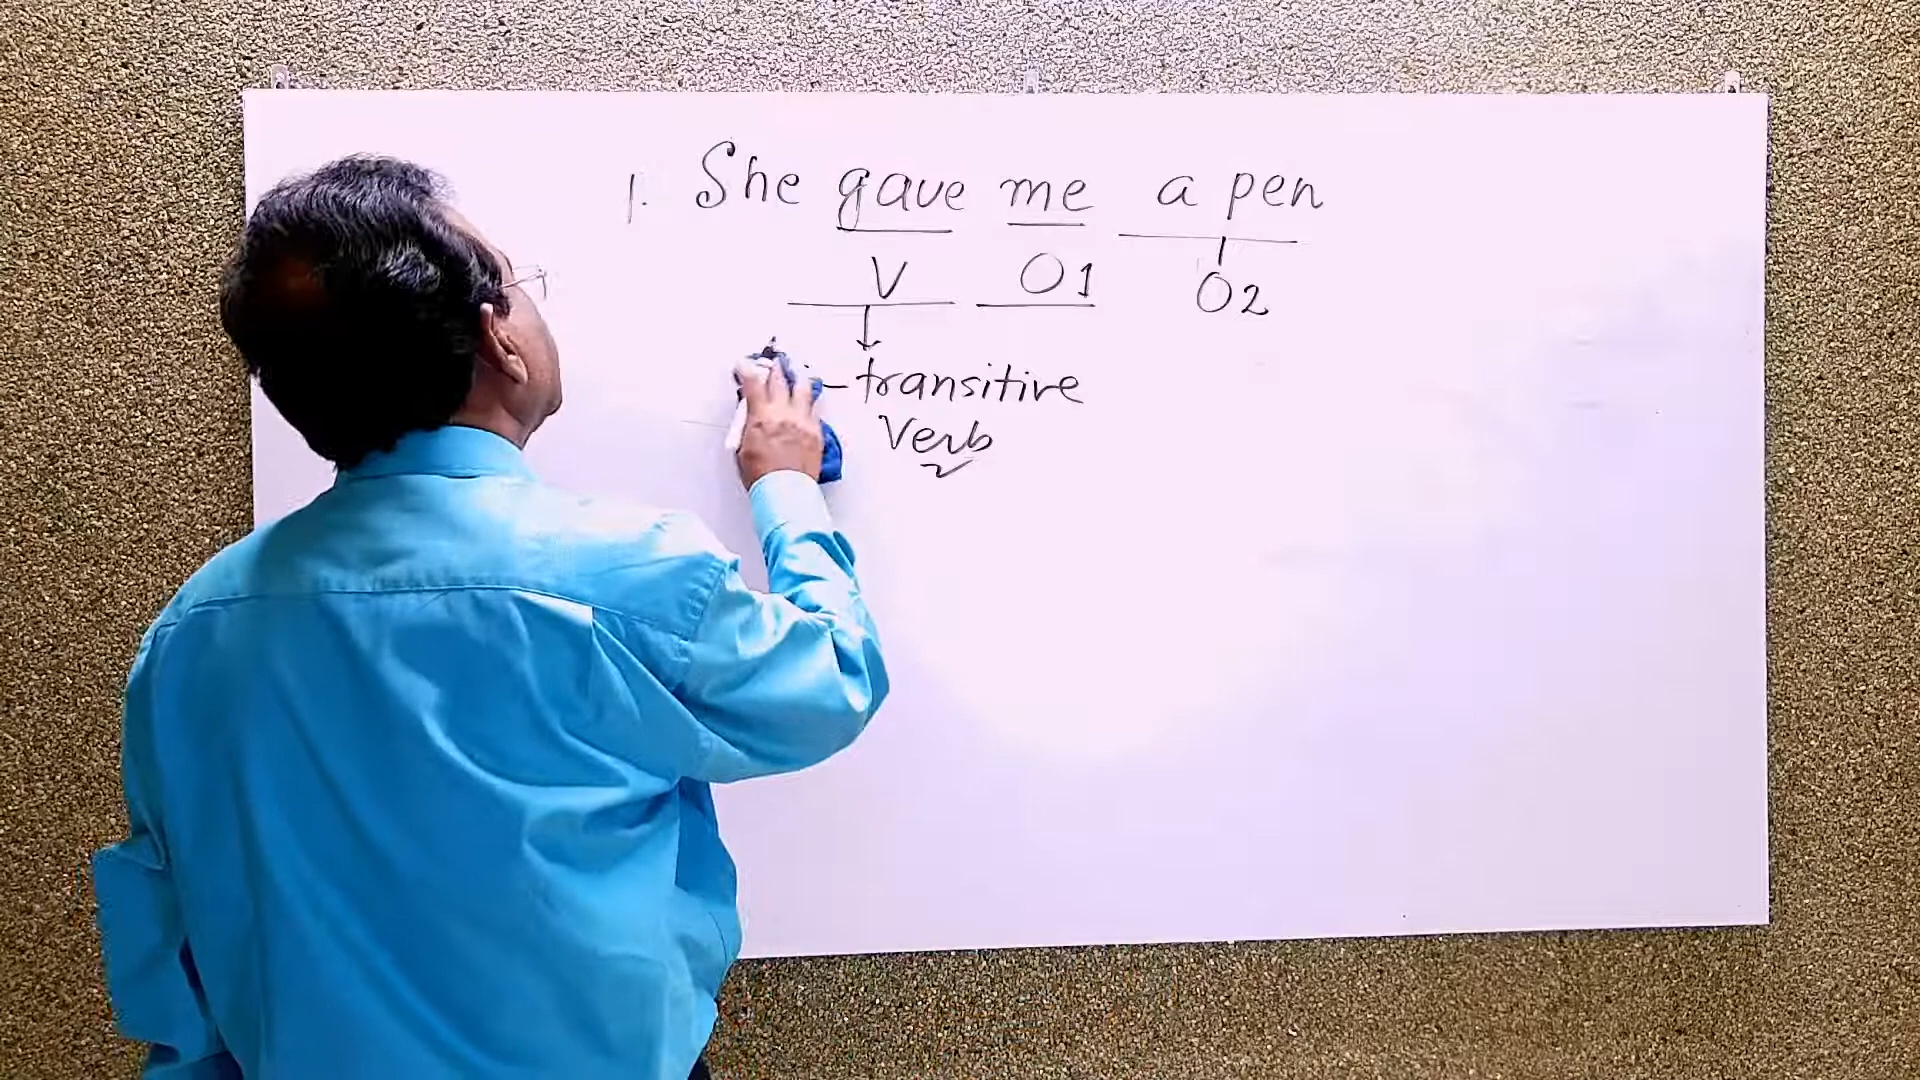 1. She gave me a pen
V O1 O2
-transitive
Verb